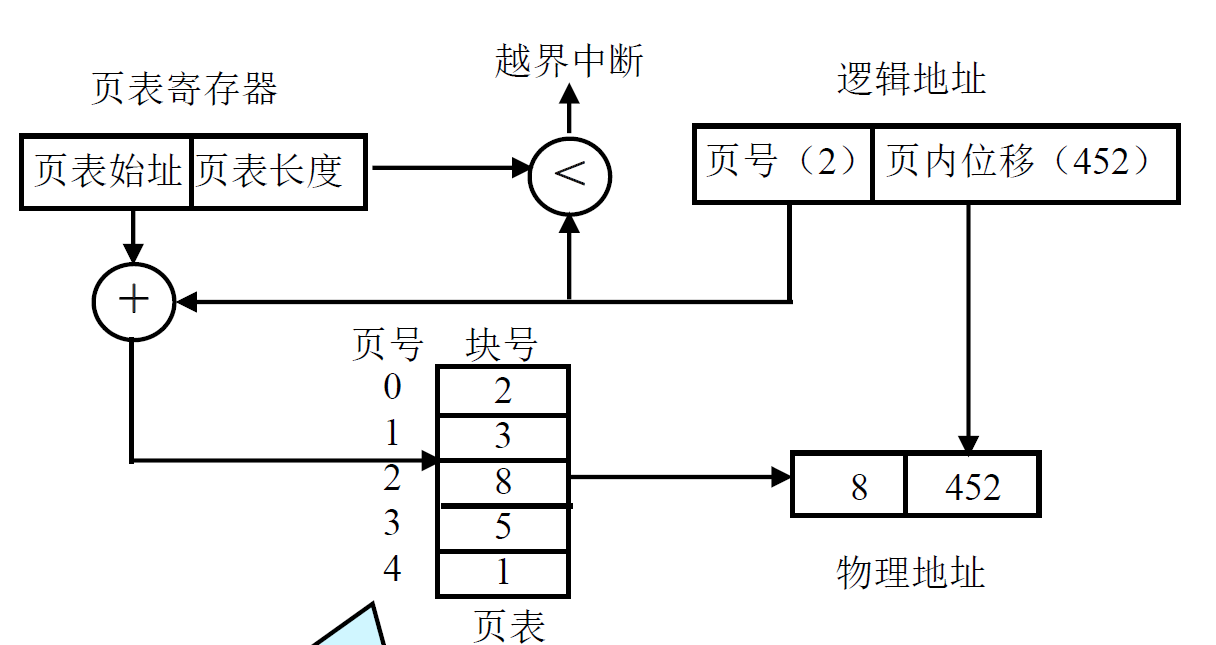 越界中断
页表寄存器
逻辑地址
页表始址 页表长度
<
页号（2） 页内位移（452）
+
页号 块号
0 2
1 3
2 8
3 5
4 1
8 452
页表
物理地址